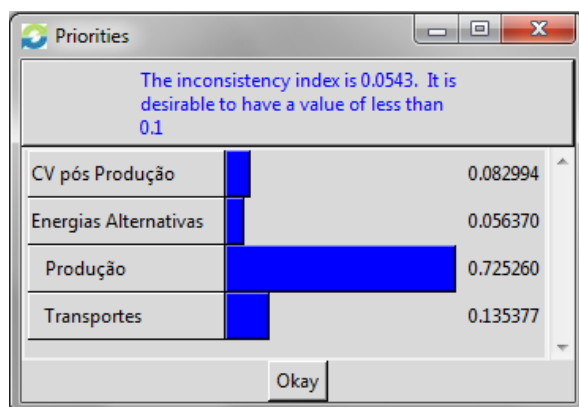 Priorities
The inconsistency index is 0.0543. It is
desirable to have a value of less than
0.1
CV pós Produção 0.082994
Energias Alternativas 0.056370
Produção 0.725260
Transportes 0.135377
Okay